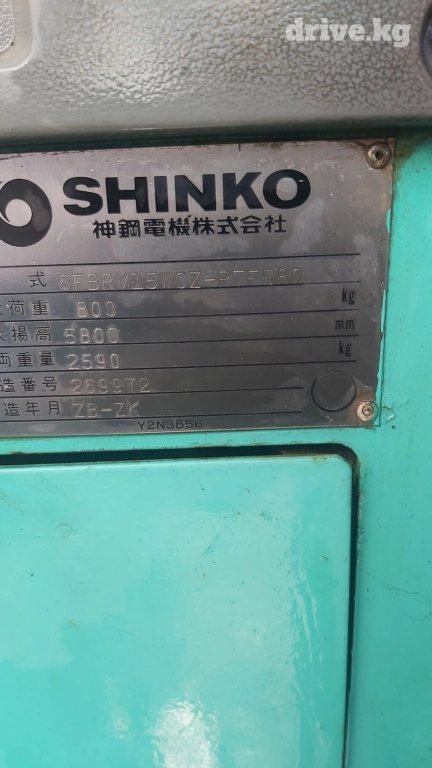 drive.kg
SHINKO
神鋼電機株式会社
式 6FBRM15WCZ-PTF580
荷重 800 kg
揚高 5800 mm
両重量 2590 kg
造番号 269972
造年月 ZB-ZK
Y2N3856